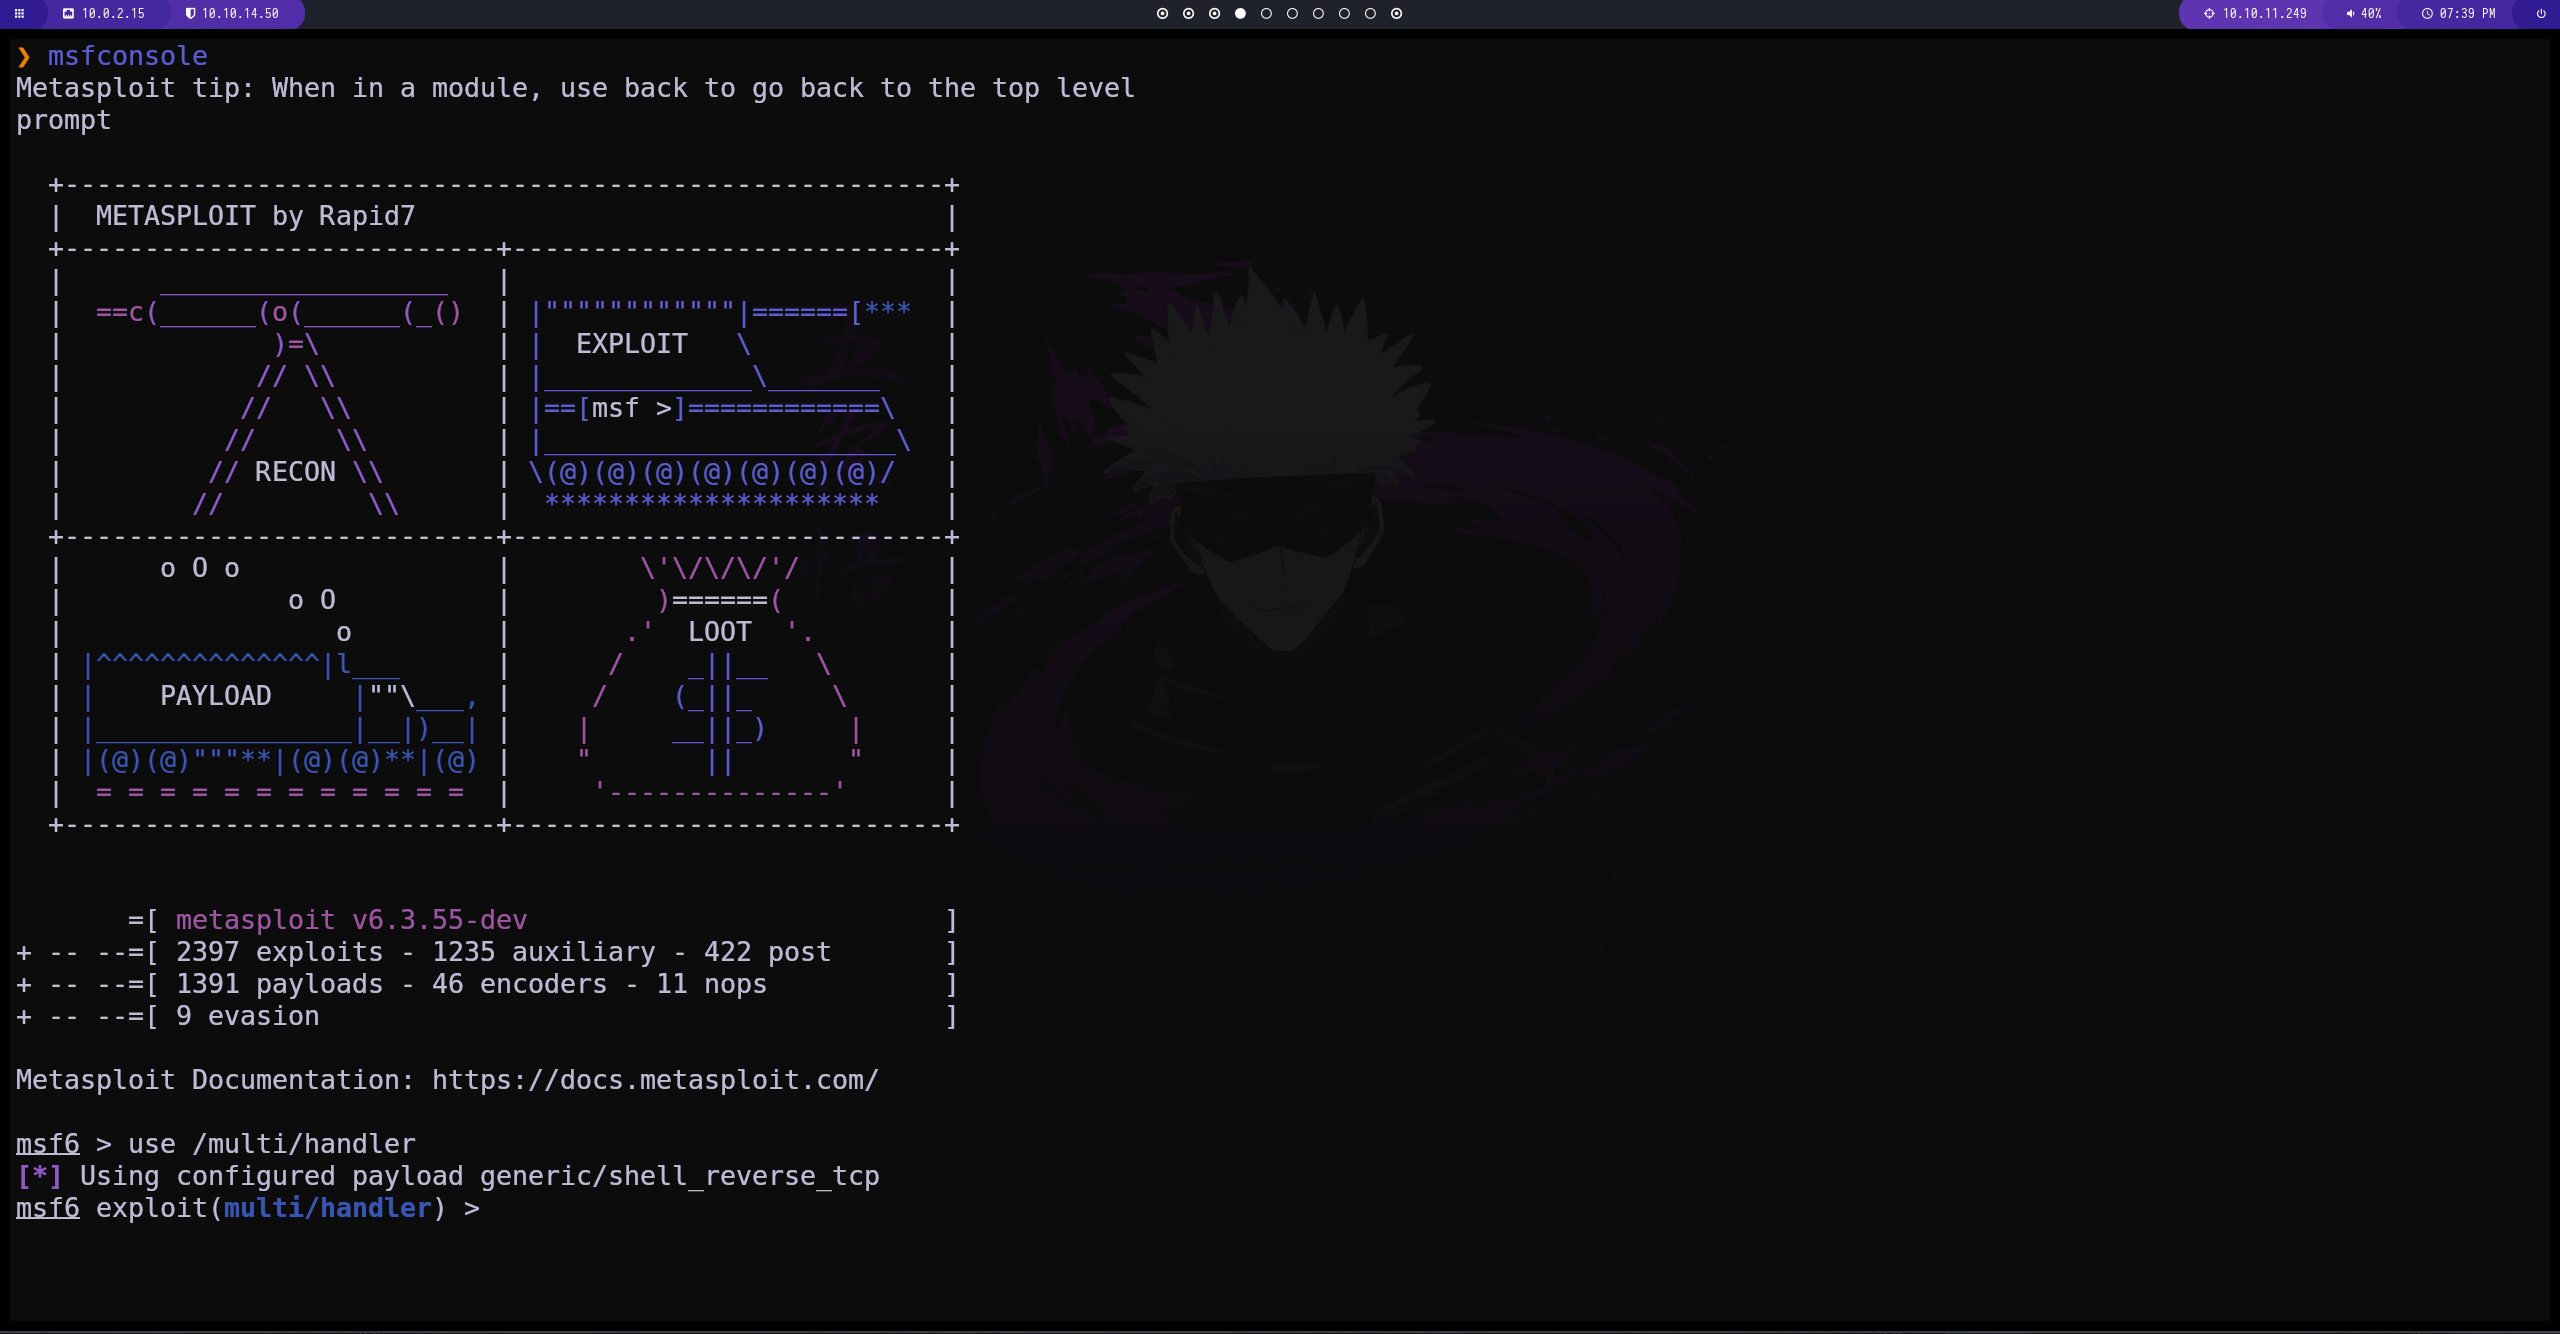 10.0.2.15 10.10.14.50 10.10.11.249 40% 07:39 PM
❯ msfconsole
Metasploit tip: When in a module, use back to go back to the top level
prompt
+-------------------------------------------------------+
|  METASPLOIT by Rapid7                                 |
+---------------------------+---------------------------+
|      __________________   |                           |
|  ==c(______(o(______(_()  | |""""""""""""|======[***  |
|             )=\           | |  EXPLOIT   \            |
|            // \\          | |_____________\_______    |
|           //   \\         | |==[msf >]============\   |
|          //     \\        | |______________________\  |
|         // RECON \\       | \(@)(@)(@)(@)(@)(@)(@)/   |
|        //         \\      |  *********************    |
+---------------------------+---------------------------+
|      o O o                |        \'\/\/\/'/         |
|              o O          |         )======(          |
|                 o         |       .'  LOOT  '.        |
| |^^^^^^^^^^^^^^|l___      |      /    _||__   \       |
| |    PAYLOAD     |""\___, |     /    (_||_     \      |
| |________________|__|)__| |    |     __||_)     |     |
| |(@)(@)"""**|(@)(@)**|(@) |    "       ||       "     |
|  = = = = = = = = = = = =  |     '--------------'      |
+---------------------------+---------------------------+
=[ metasploit v6.3.55-dev                          ]
+ -- --=[ 2397 exploits - 1235 auxiliary - 422 post       ]
+ -- --=[ 1391 payloads - 46 encoders - 11 nops           ]
+ -- --=[ 9 evasion                                       ]
Metasploit Documentation: https://docs.metasploit.com/
msf6 > use /multi/handler
[*] Using configured payload generic/shell_reverse_tcp
msf6 exploit(multi/handler) >